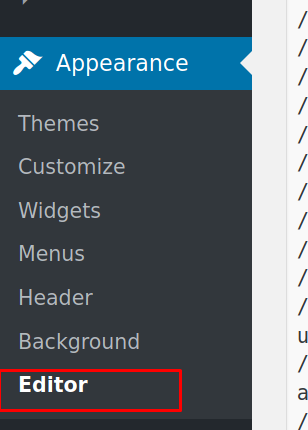 Appearance
Themes
Customize
Widgets
Menus
Header
Background
Editor
/
/
/
/
/
/
/
/
/
/
/
u
/
a
/